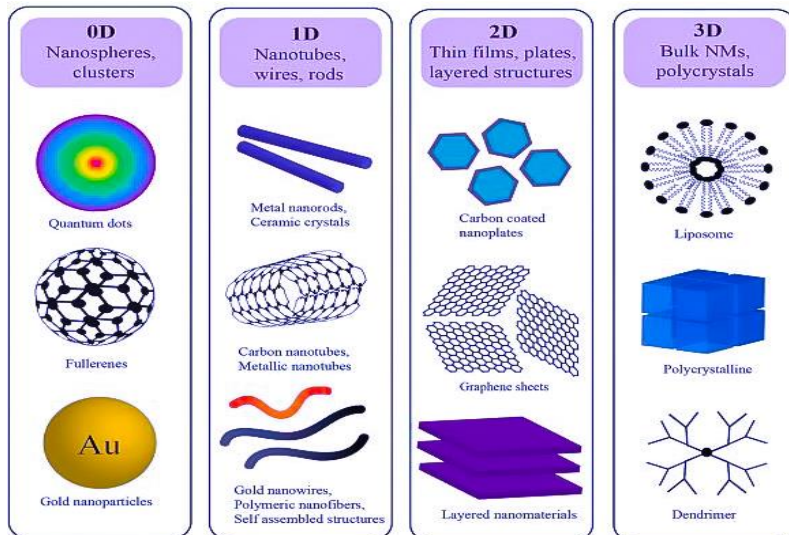 0D
Nanospheres,
clusters
Quantum dots
Fullerenes
Au
Gold nanoparticles
1D
Nanotubes,
wires, rods
Metal nanorods,
Ceramic crystals
Carbon nanotubes,
Metallic nanotubes
Gold nanowires,
Polymeric nanofibers,
Self assembled structures
2D
Thin films, plates,
layered structures
Carbon coated
nanoplates
Graphene sheets
Layered nanomaterials
3D
Bulk NMs,
polycrystals
Liposome
Polycrystalline
Dendrimer